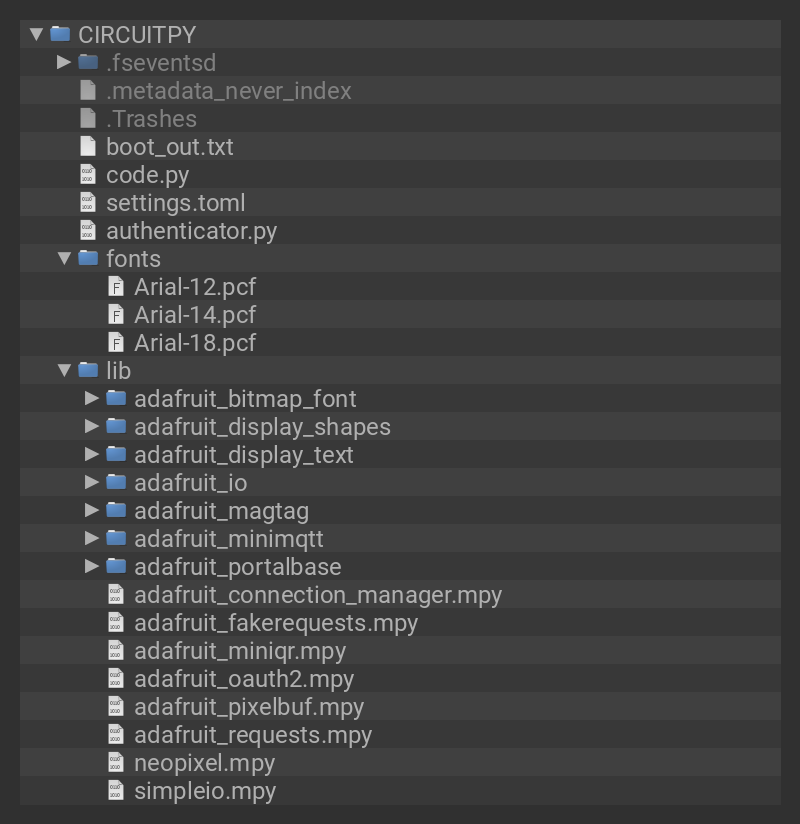 CIRCUITPY
.fseventsd
.metadata_never_index
.Trashes
boot_out.txt
code.py
settings.toml
authenticator.py
fonts
Arial-12.pcf
Arial-14.pcf
Arial-18.pcf
lib
adafruit_bitmap_font
adafruit_display_shapes
adafruit_display_text
adafruit_io
adafruit_magtag
adafruit_minimqtt
adafruit_portalbase
adafruit_connection_manager.mpy
adafruit_fakerequests.mpy
adafruit_miniqr.mpy
adafruit_oauth2.mpy
adafruit_pixelbuf.mpy
adafruit_requests.mpy
neopixel.mpy
simpleio.mpy